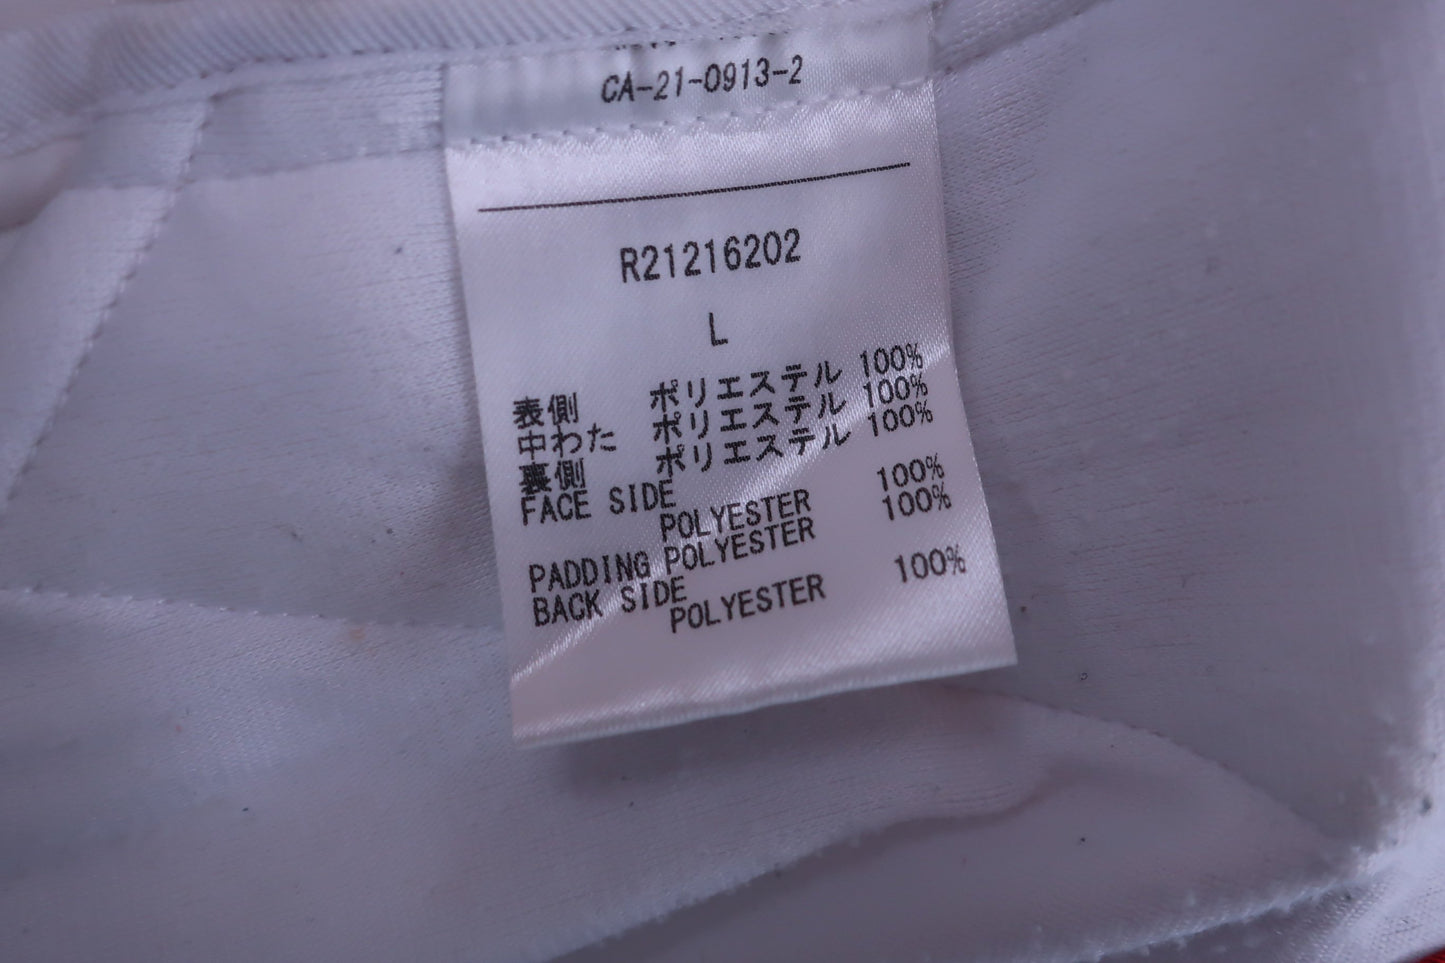 CA-21-0913-2
R21216202
L
表側 ポリエステル 100%
中わた ポリエステル 100%
裏側 ポリエステル 100%
FACE SIDE
POLYESTER 100%
PADDING POLYESTER 100%
BACK SIDE
POLYESTER 100%